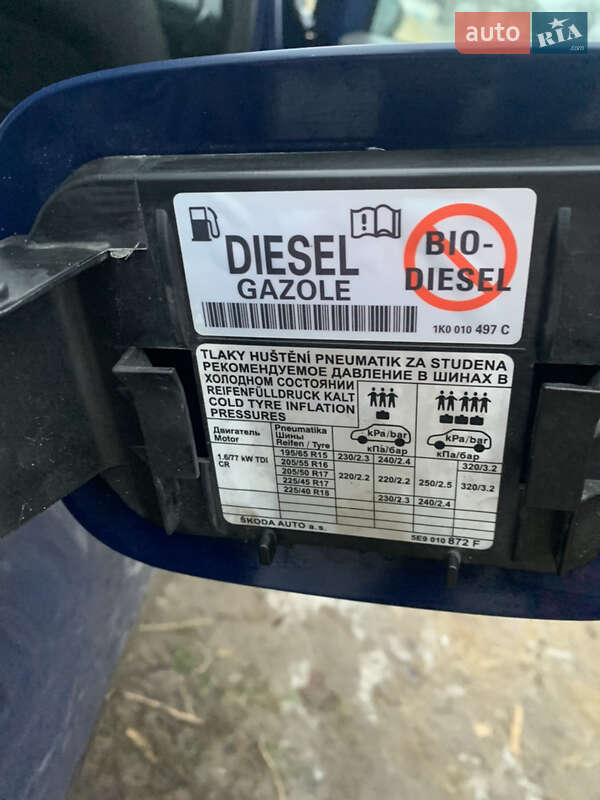 auto RIA.com
DIESEL
GAZOLE
BIO-
DIESEL
1K0 010 497 C
TLAKY HUŠTĚNÍ PNEUMATIK ZA STUDENA
РЕКОМЕНДУЕМОЕ ДАВЛЕНИЕ В ШИНАХ В
ХОЛОДНОМ СОСТОЯНИИ
REIFENFÜLLDRUCK KALT
COLD TYRE INFLATION
PRESSURES
Двигатель
Motor
Pneumatika
Шины
Reifen / Tyre
kPa/bar
кПа/бар
kPa/bar
кПа/бар
1.6/77 kW TDI
CR
195/65 R15 230/2.3 240/2.4
205/55 R16 320/3.2
205/50 R17 220/2.2 220/2.2 250/2.5 320/3.2
225/45 R17
225/40 R18 230/2.3 240/2.4
ŠKODA AUTO a.s.
5E9 010 872 F